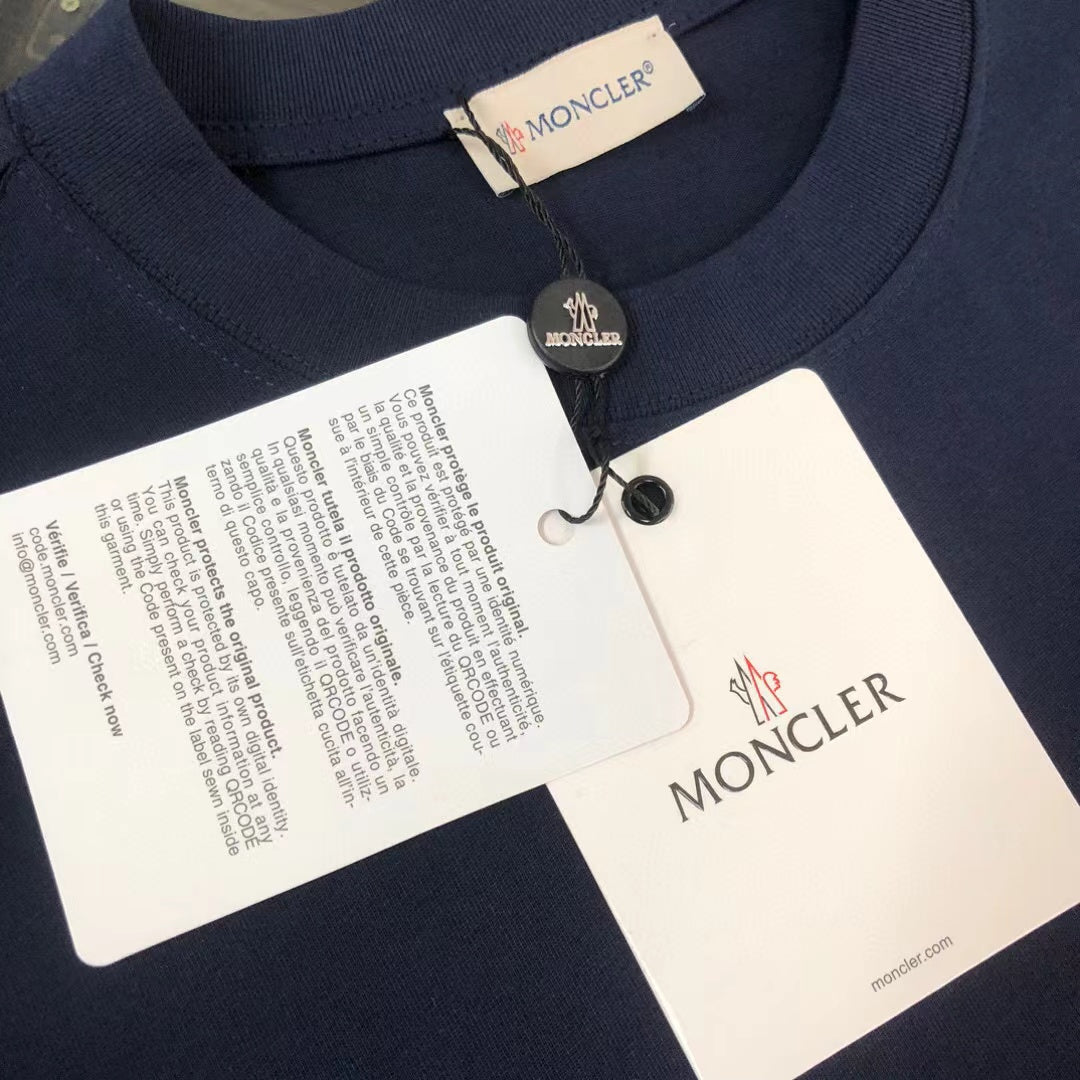 MONCLER®
MONCLER
Moncler protège le produit original.
Ce produit est protégé par une identité numérique.
Vous pouvez vérifier à tout moment l'authenticité,
la qualité et la provenance du produit en effectuant
un simple contrôle par la lecture du QRCODE ou
par le biais du Code se trouvant sur l'étiquette cou-
sue à l'intérieur de cette pièce.
Moncler tutela il prodotto originale.
Questo prodotto è tutelato da un'identità digitale.
In qualsiasi momento può verificare l'autenticità, la
qualità e la provenienza del prodotto facendo un
semplice controllo, leggendo il QRCODE o utiliz-
zando il Codice presente sull'etichetta cucita all'in-
terno di questo capo.
Moncler protects the original product.
This product is protected by its own digital identity.
You can check your product information at any
time. Simply perform a check by reading QRCODE
or using the Code present on the label sewn inside
this garment.
Vérifie / Verifica / Check now
code.moncler.com
info@moncler.com
MONCLER
moncler.com